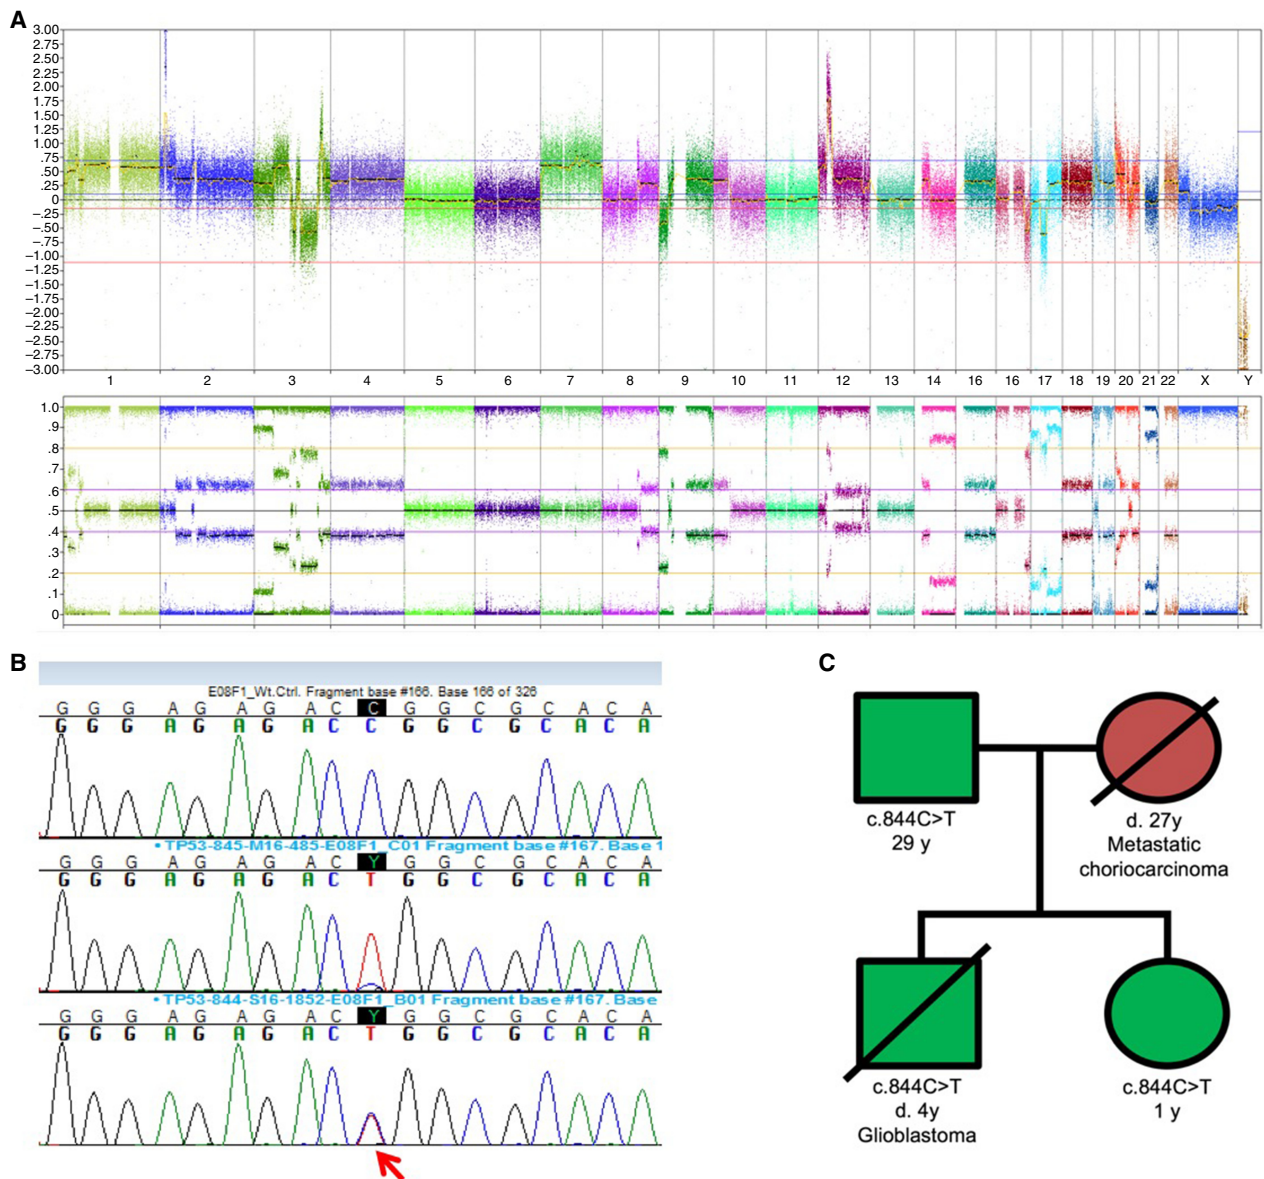 A
3.00
2.75
2.50
2.25
2.00
1.75
1.50
1.25
1.00
.75
.50
.25
0
−0.25
−0.50
−0.75
−1.00
−1.25
−1.50
−1.75
−2.00
−2.25
−2.50
−2.75
−3.00
1 2 3 4 5 6 7 8 9 10 11 12 13 14 16 16 17 18 19 20 21 22 X Y
1.0
.9
.8
.7
.6
.5
.4
.3
.2
.1
0
B
E08F1_Wt.Ctrl. Fragment base #166. Base 166 of 326
G G G A G A G A C C G G C G C A C A
G G G A G A G A C C G G C G C A C A
• TP53-845-M16-485-E08F1_C01 Fragment base #167. Base 1
G G G A G A G A C Y G G C G C A C A
G G G A G A G A C T G G C G C A C A
• TP53-844-S16-1852-E08F1_B01 Fragment base #167. Base
G G G A G A G A C Y G G C G C A C A
G G G A G A G A C T G G C G C A C A
C
c.844C>T
29 y
d. 27y
Metastatic
choriocarcinoma
c.844C>T
d. 4y
Glioblastoma
c.844C>T
1 y